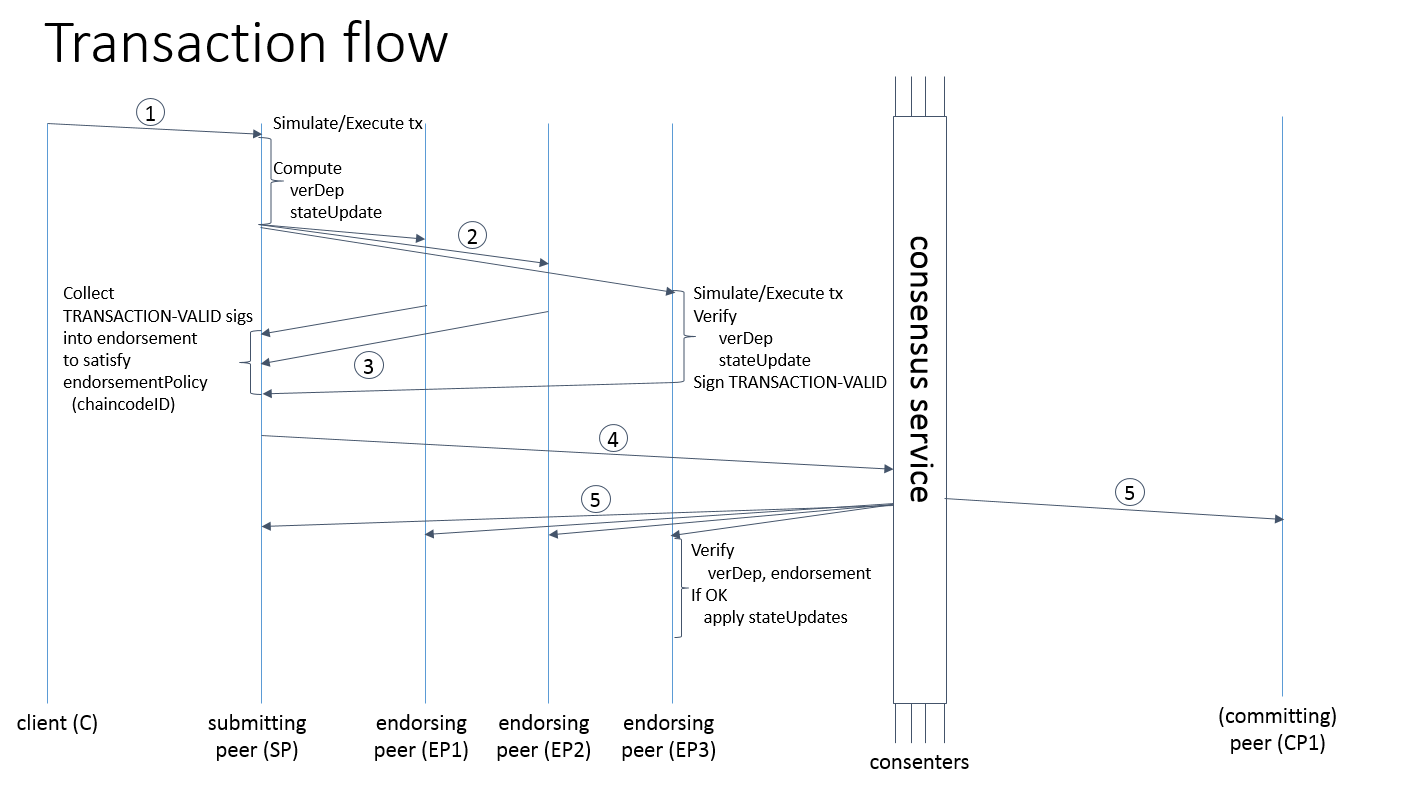 Transaction flow
1
Simulate/Execute tx
Compute
verDep
stateUpdate
2
Collect
TRANSACTION-VALID sigs
into endorsement
to satisfy
endorsementPolicy
(chaincodeID)
3
Simulate/Execute tx
Verify
verDep
stateUpdate
Sign TRANSACTION-VALID
consensus service
4
5
5
Verify
verDep, endorsement
If OK
apply stateUpdates
client (C)
submitting
peer (SP)
endorsing
peer (EP1)
endorsing
peer (EP2)
endorsing
peer (EP3)
consenters
(committing)
peer (CP1)